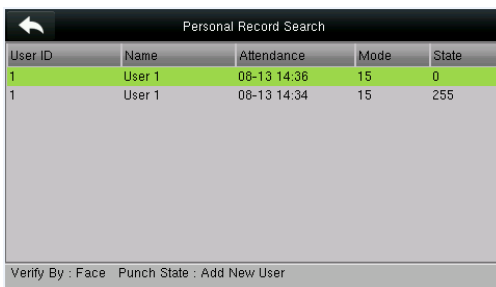 Personal Record Search
User ID Name Attendance Mode State
1 User 1 08-13 14:36 15 0
1 User 1 08-13 14:34 15 255
Verify By : Face Punch State : Add New User